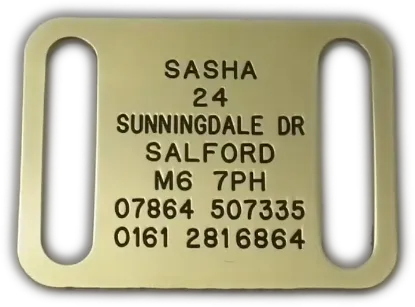 SASHA
24
SUNNINGDALE DR
SALFORD
M6 7PH
07864 507335
0161 2816864